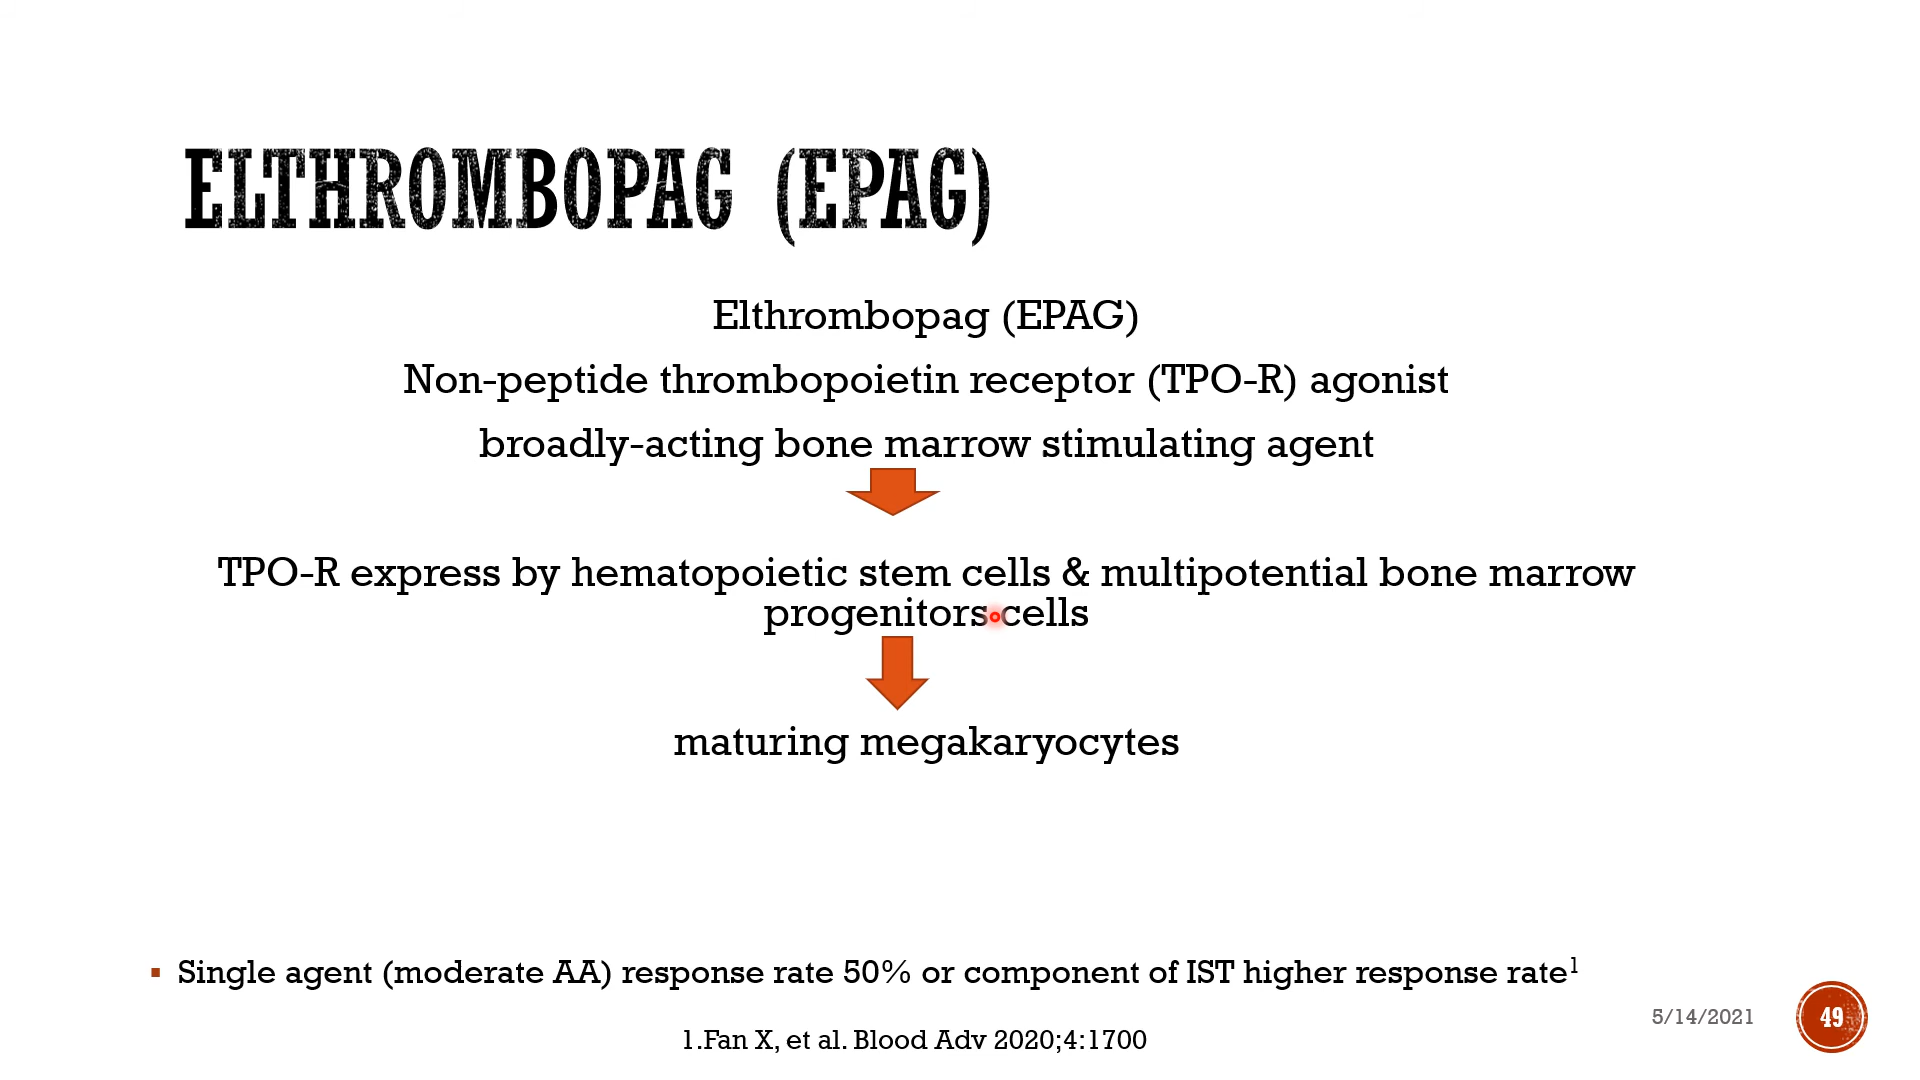 ELTHROMBOPAG (EPAG)
Elthrombopag (EPAG)
Non-peptide thrombopoietin receptor (TPO-R) agonist
broadly-acting bone marrow stimulating agent
TPO-R express by hematopoietic stem cells & multipotential bone marrow
progenitors cells
maturing megakaryocytes
▪ Single agent (moderate AA) response rate 50% or component of IST higher response rate¹
1.Fan X, et al. Blood Adv 2020;4:1700
5/14/2021
49